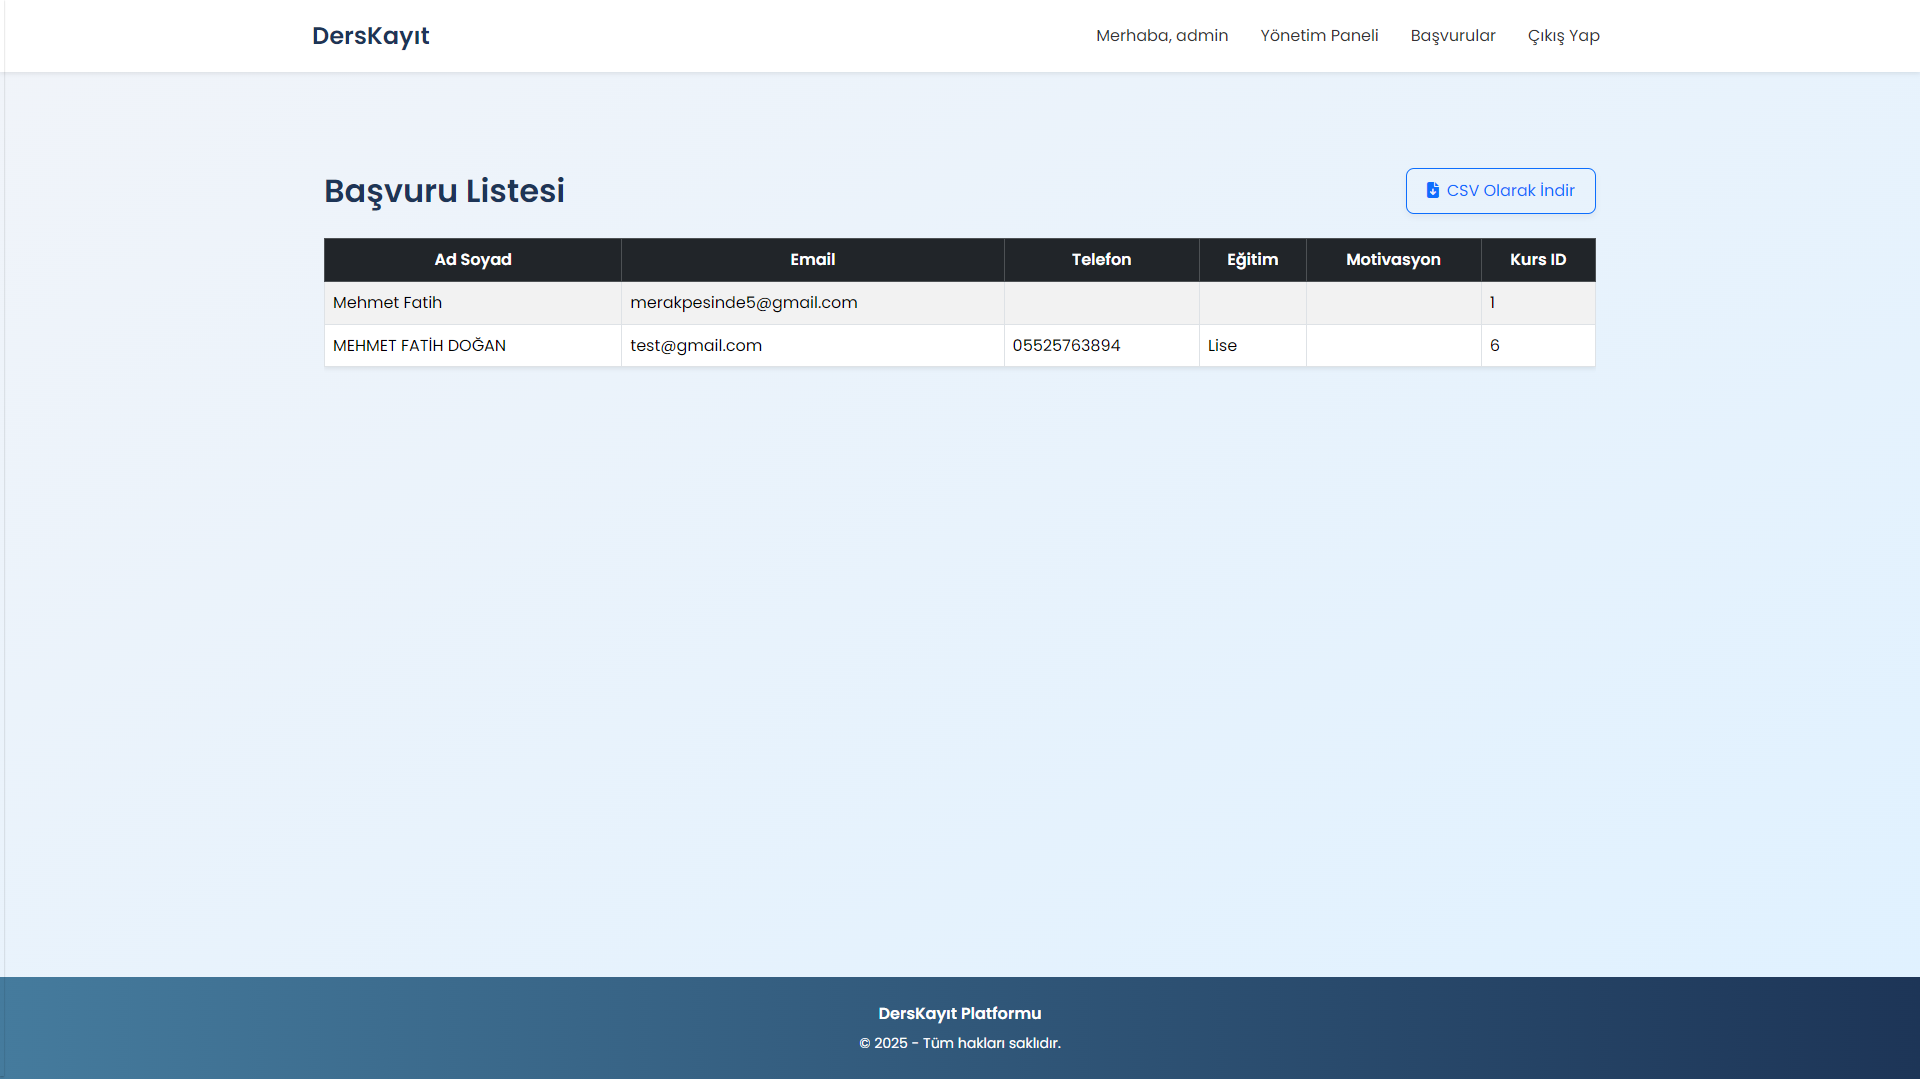 DersKayıt
Merhaba, admin Yönetim Paneli Başvurular Çıkış Yap
Başvuru Listesi
CSV Olarak İndir
Ad Soyad Email Telefon Eğitim Motivasyon Kurs ID
Mehmet Fatih merakpesinde5@gmail.com 1
MEHMET FATİH DOĞAN test@gmail.com 05525763894 Lise 6
DersKayıt Platformu
© 2025 - Tüm hakları saklıdır.